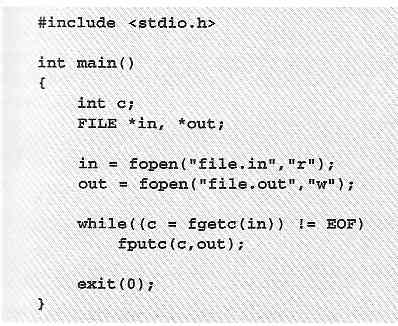 #include <stdio.h>
int main()
{
int c;
FILE *in, *out;
in = fopen("file.in","r");
out = fopen("file.out","w");
while((c = fgetc(in)) != EOF)
fputc(c,out);
exit(0);
}